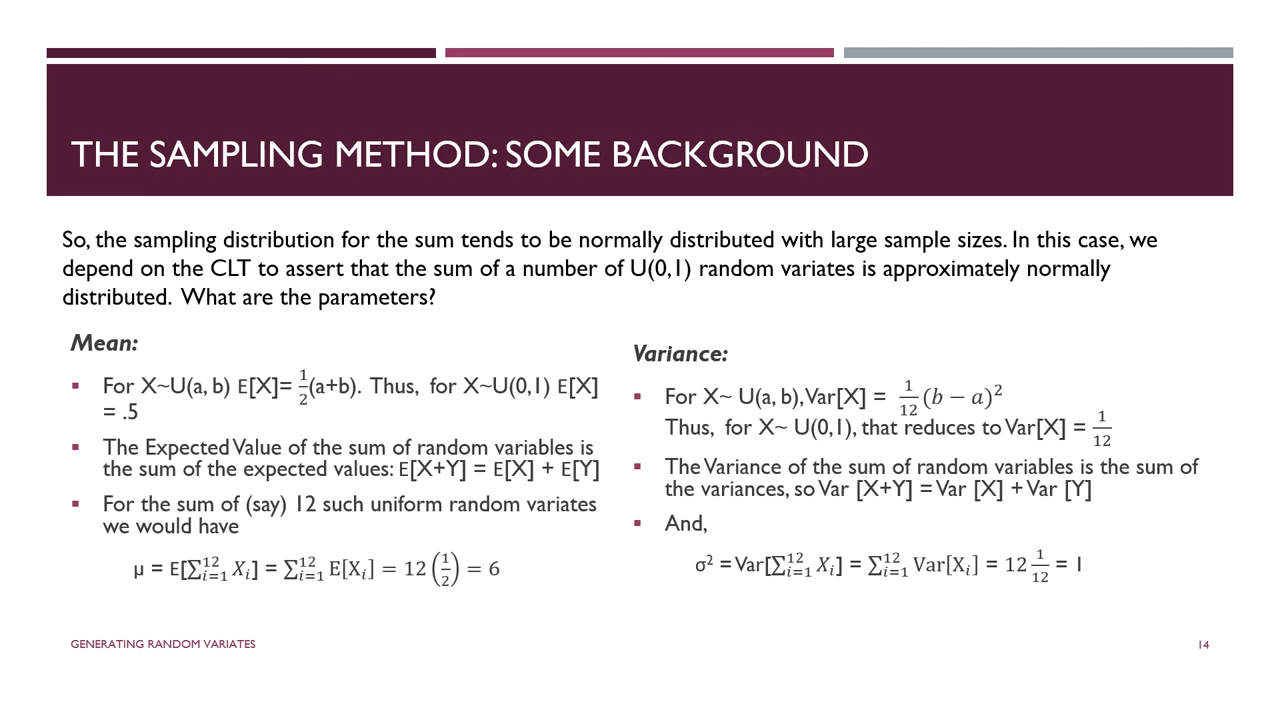 THE SAMPLING METHOD: SOME BACKGROUND
So, the sampling distribution for the sum tends to be normally distributed with large sample sizes. In this case, we
depend on the CLT to assert that the sum of a number of U(0,1) random variates is approximately normally
distributed. What are the parameters?
Mean:
▪ For X~U(a, b) E[X]= 1/2(a+b). Thus, for X~U(0,1) E[X]
= .5
▪ The Expected Value of the sum of random variables is
the sum of the expected values: E[X+Y] = E[X] + E[Y]
▪ For the sum of (say) 12 such uniform random variates
we would have
µ = E[∑_{i=1}^{12} X_i] = ∑_{i=1}^{12} E[X_i] = 12 (1/2) = 6
Variance:
▪ For X~ U(a, b), Var[X] = 1/12 (b − a)²
Thus, for X~ U(0,1), that reduces to Var[X] = 1/12
▪ The Variance of the sum of random variables is the sum of
the variances, so Var [X+Y] = Var [X] + Var [Y]
▪ And,
σ² = Var[∑_{i=1}^{12} X_i] = ∑_{i=1}^{12} Var[X_i] = 12 1/12 = 1
GENERATING RANDOM VARIATES
14